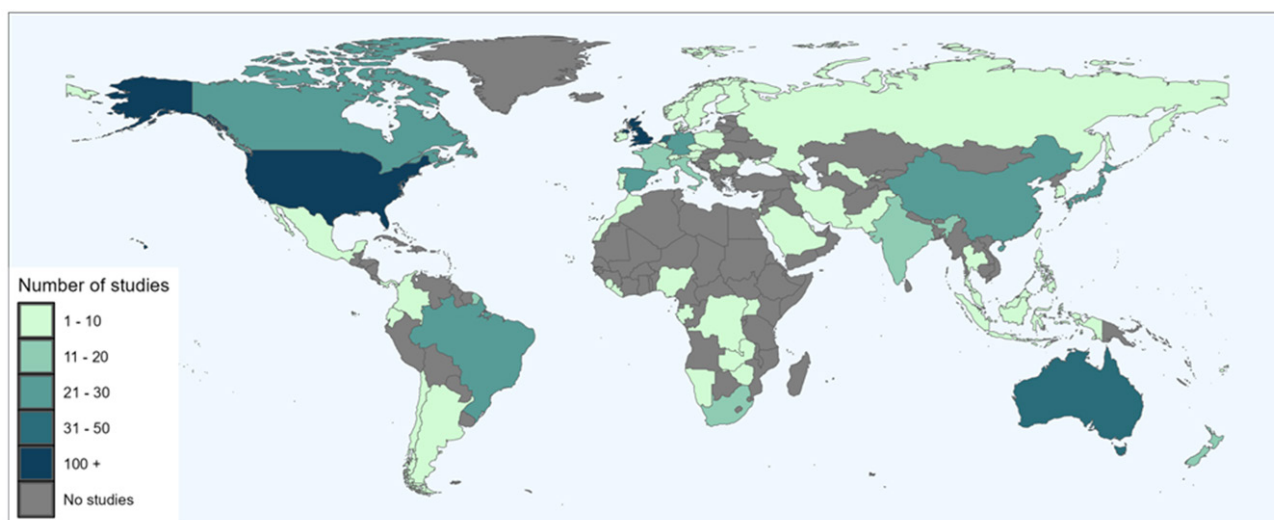 Number of studies
1 - 10
11 - 20
21 - 30
31 - 50
100 +
No studies